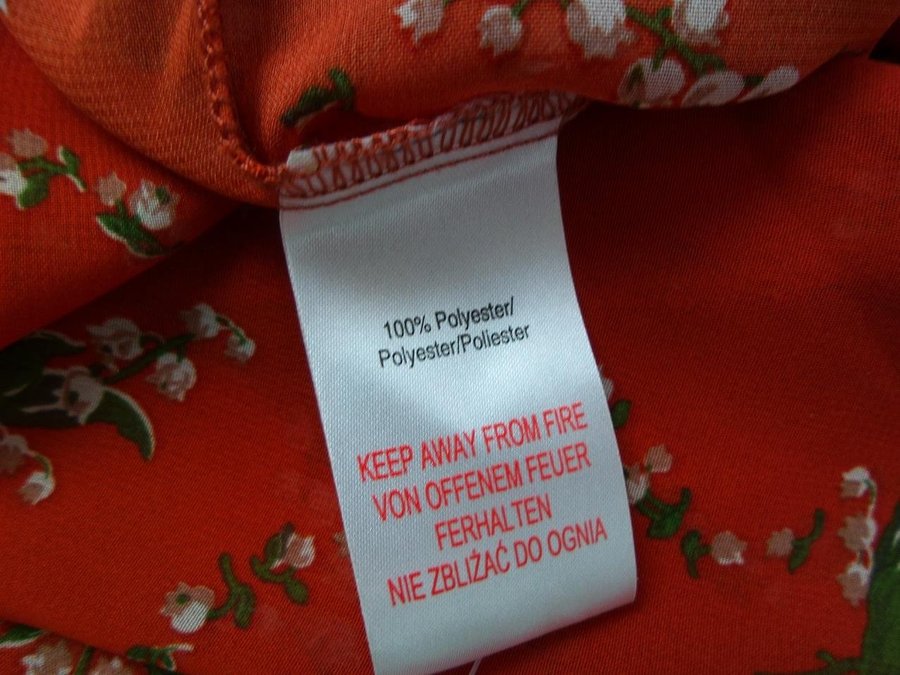 100% Polyester/
Polyester/Poliester
KEEP AWAY FROM FIRE
VON OFFENEM FEUER
FERHALTEN
NIE ZBLIŻAĆ DO OGNIA